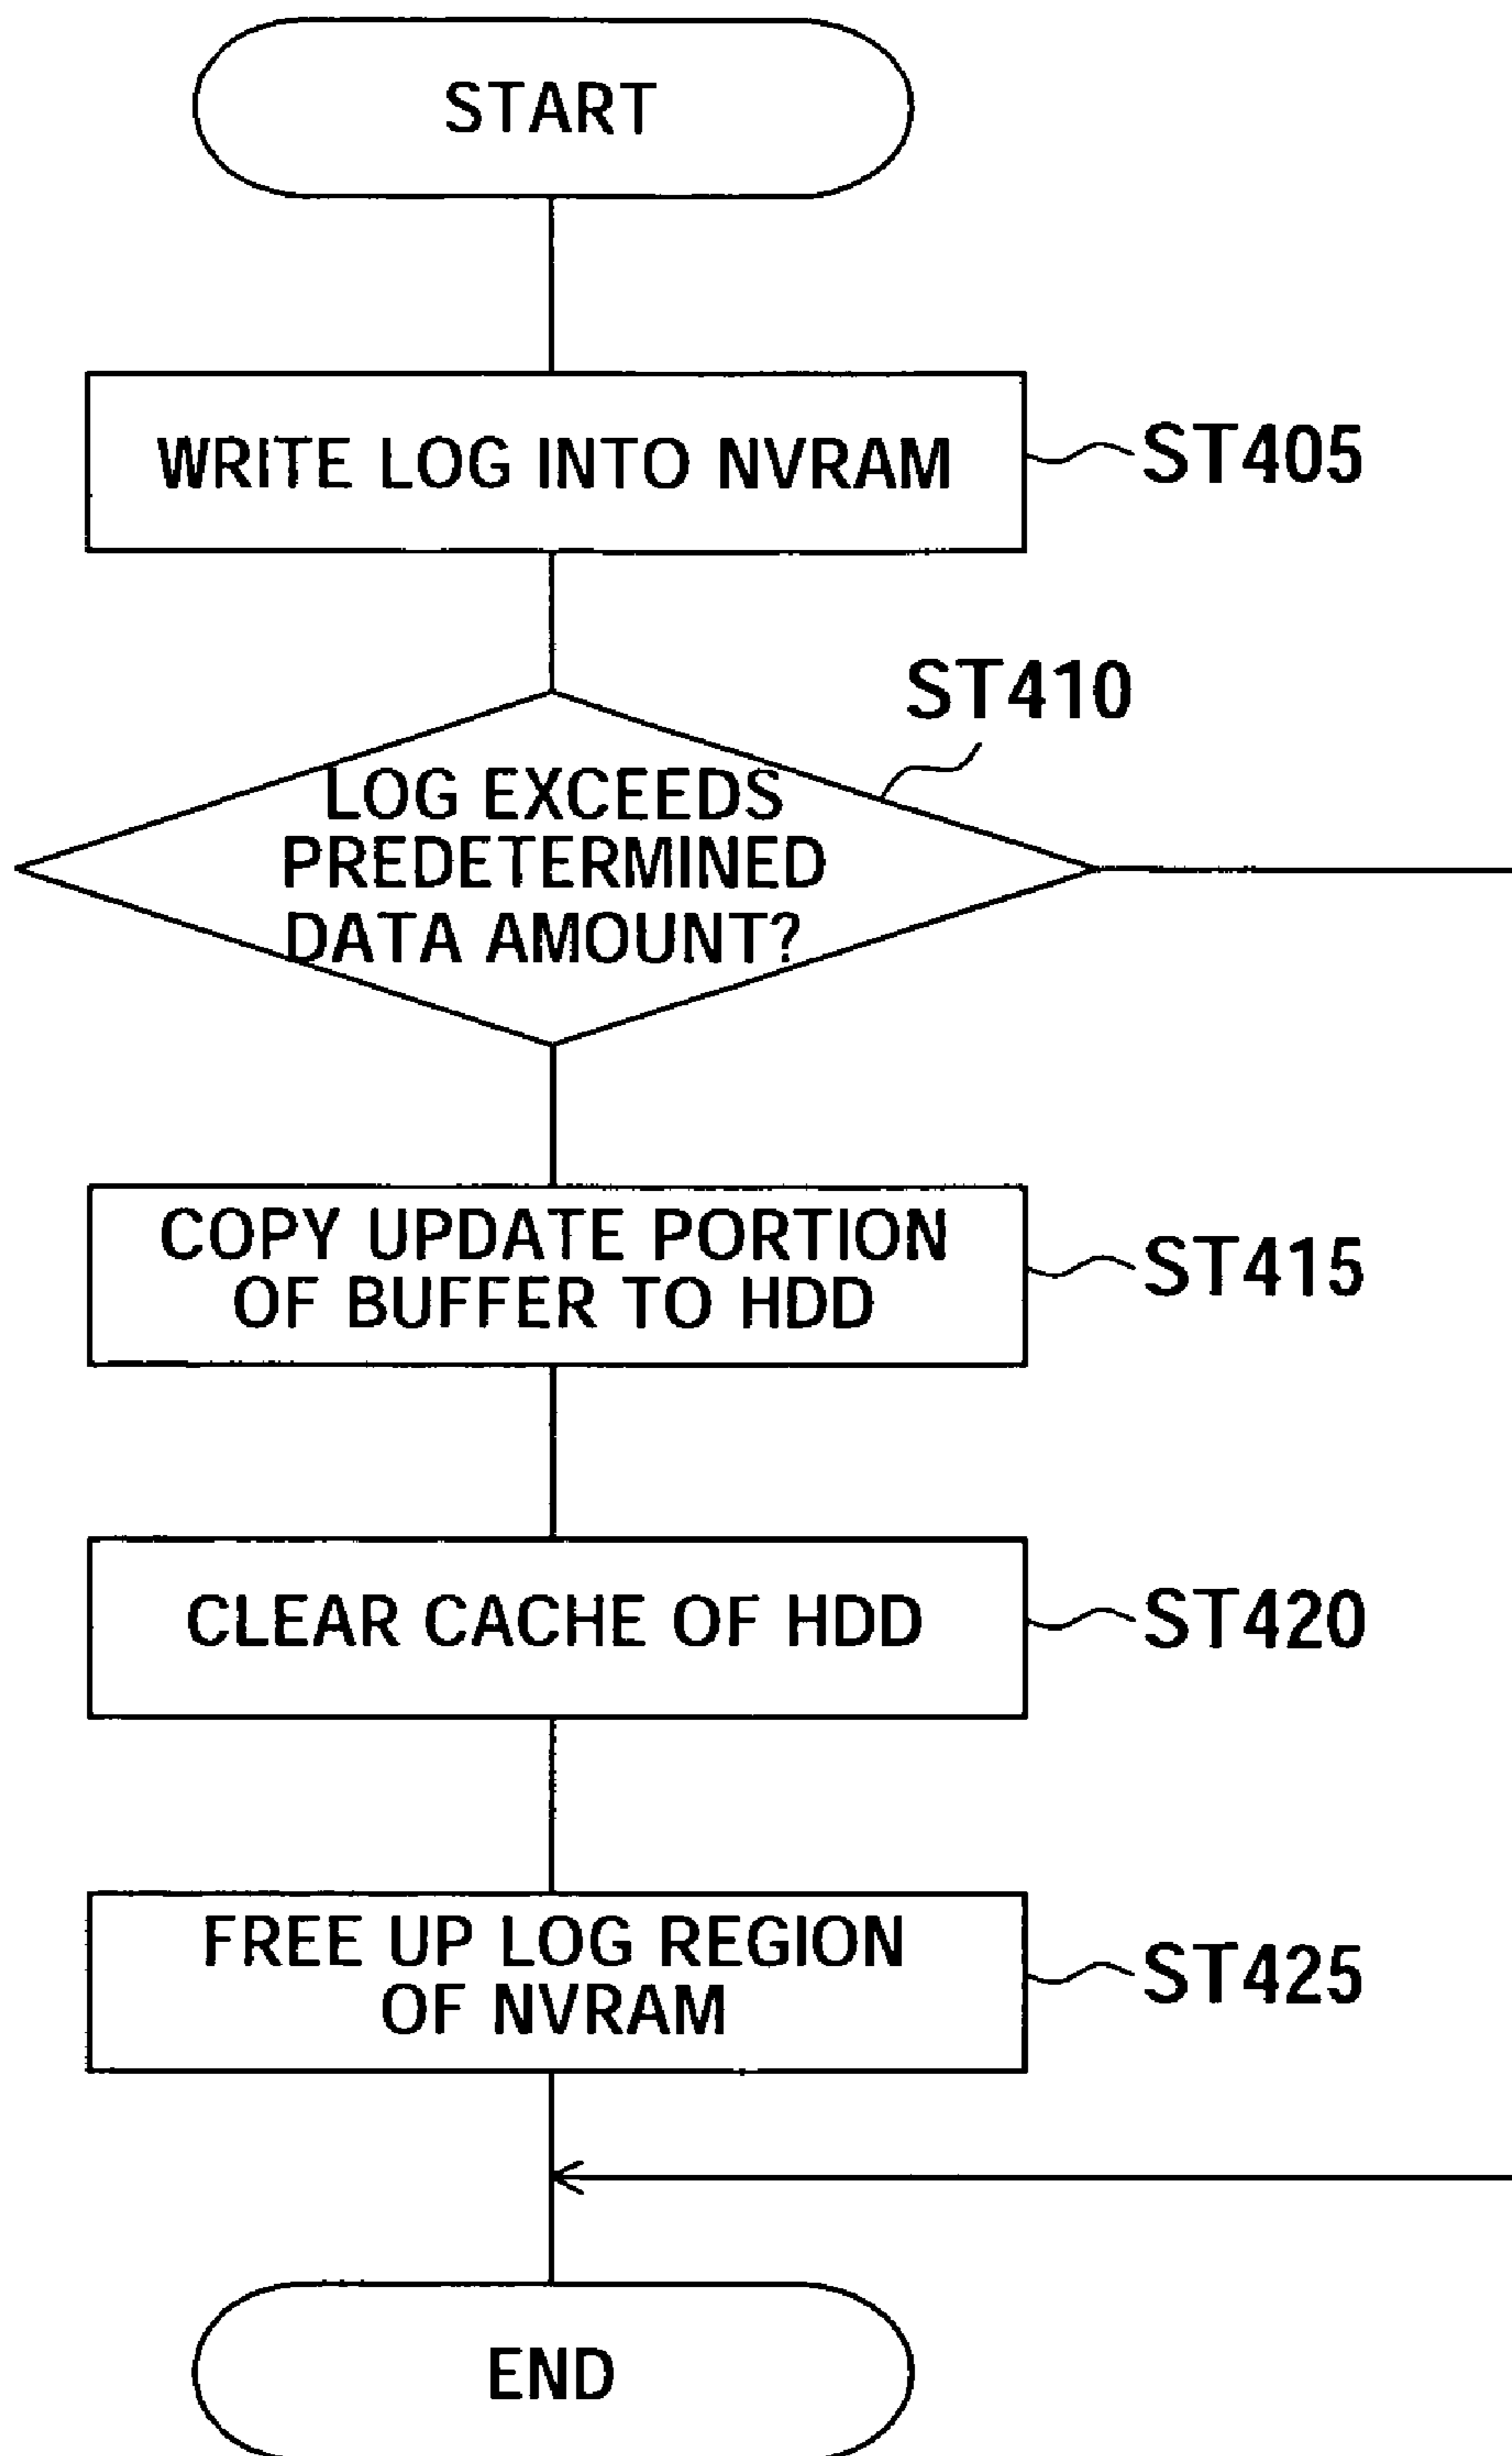 START
WRITE LOG INTO NVRAM
ST405
ST410
LOG EXCEEDS
PREDETERMINED
DATA AMOUNT?
COPY UPDATE PORTION
OF BUFFER TO HDD
ST415
CLEAR CACHE OF HDD
ST420
FREE UP LOG REGION
OF NVRAM
ST425
END